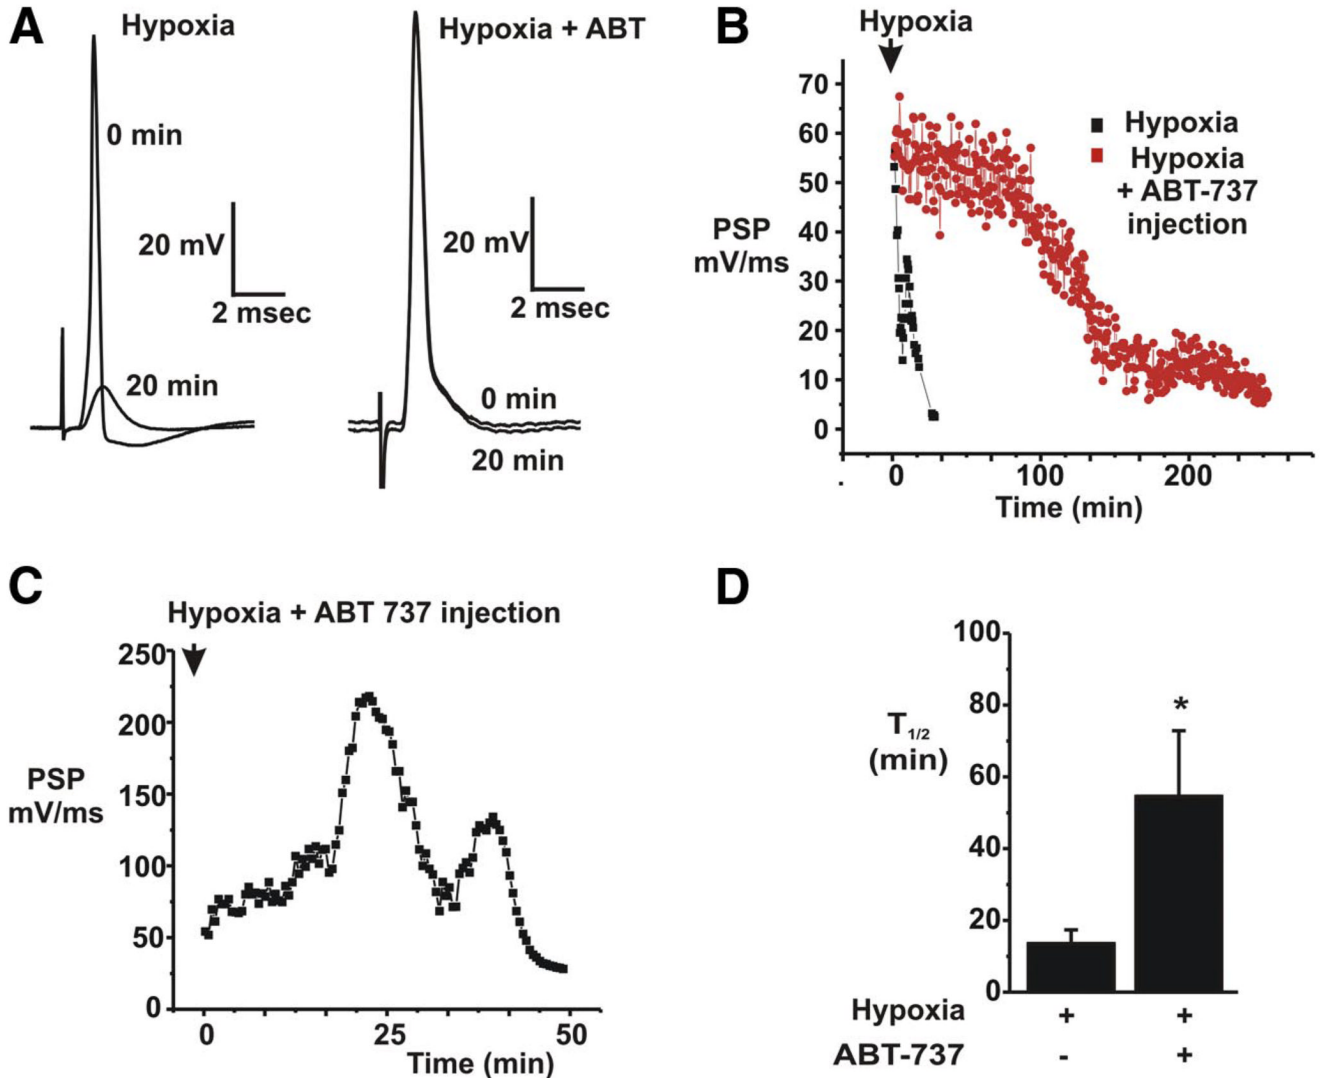 A
Hypoxia
0 min
20 mV
2 msec
20 min
Hypoxia + ABT
20 mV
2 msec
0 min
20 min
B
Hypoxia
70
60
50
40
30
20
10
0
PSP
mV/ms
Hypoxia
Hypoxia
+ ABT-737
injection
0 100 200
Time (min)
C
Hypoxia + ABT 737 injection
250
200
150
100
50
0
PSP
mV/ms
0 25 50
Time (min)
D
100
80
60
40
20
0
T1/2
(min)
*
Hypoxia + +
ABT-737 - +